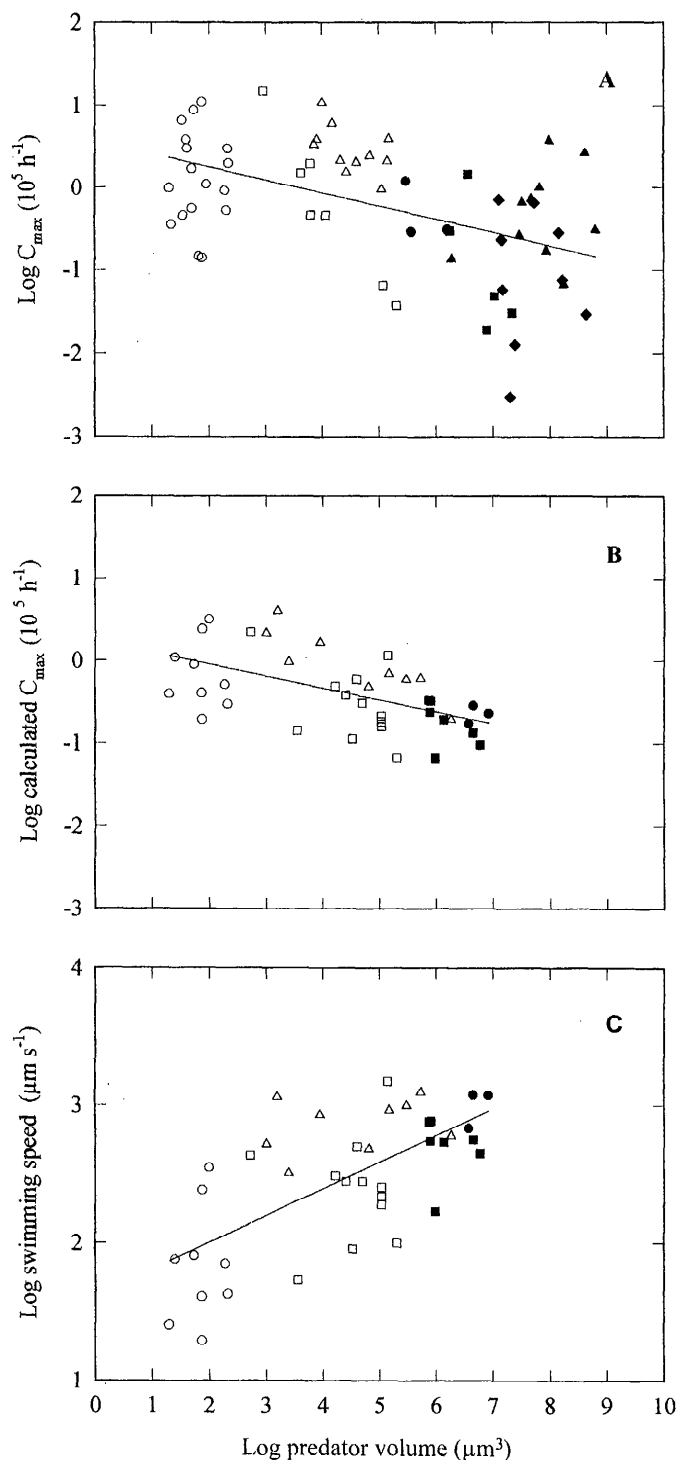 2
1
0
-1
-2
-3
Log C_max (10^5 h^-1)
A
2
1
0
-1
-2
-3
Log calculated C_max (10^5 h^-1)
B
4
3
2
1
Log swimming speed (μm s^-1)
C
0 1 2 3 4 5 6 7 8 9 10
Log predator volume (μm³)